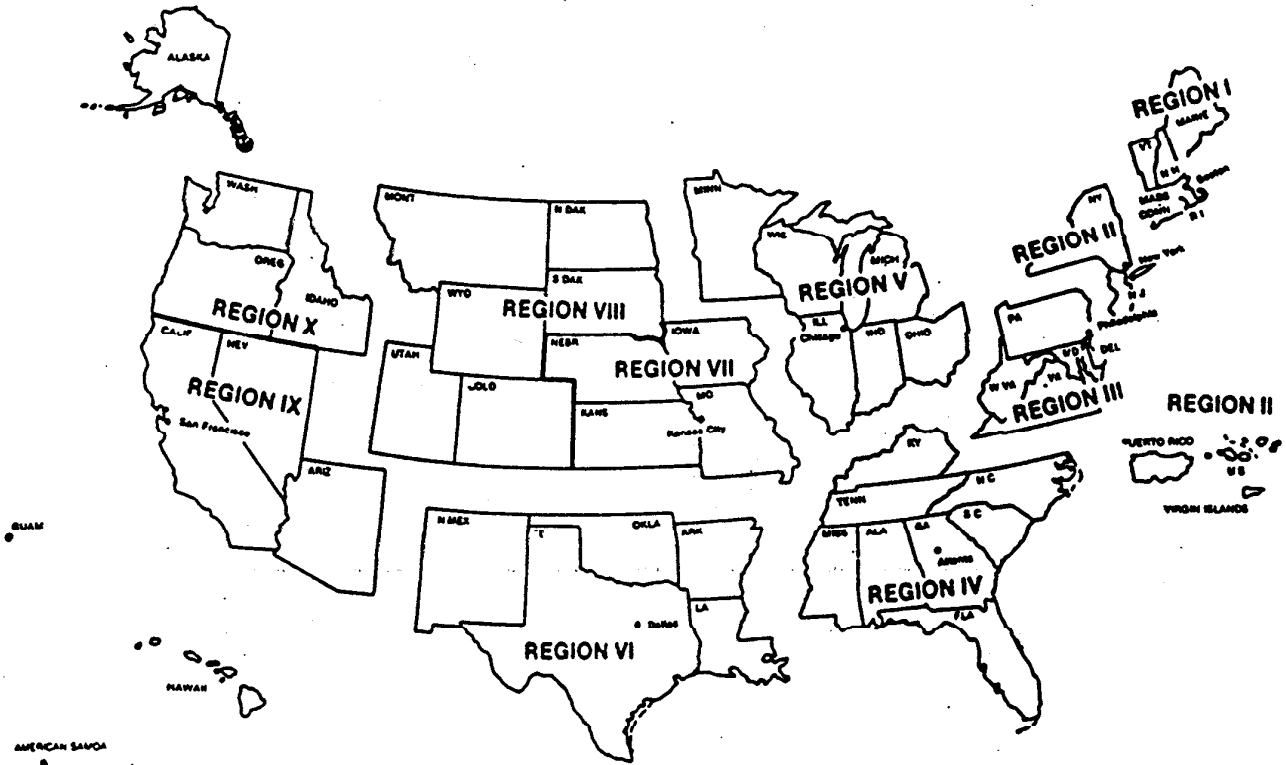 ALASKA
REGION I
MAINE
VT
N H
Boston
MASS
CONN
R I
WASH
MONT
N DAK
MINN
NY
REGION II
New York
WIS
MICH
OREG
S DAK
REGION V
IDAHO
WYO
REGION VIII
N J
REGION X
PA
Philadelphia
CALIF
NEV
IOWA
ILL
Chicago
IND
OHIO
UTAH
NEBR
REGION VII
MD
DEL
COLO
W VA
VA
REGION IX
MO
REGION III
REGION II
KANS
San Francisco
Kansas City
KY
PUERTO RICO
U S
ARIZ
TENN
N C
VIRGIN ISLANDS
GUAM
N MEX
OKLA
ARK
MISS
ALA
GA
S C
Atlanta
REGION IV
LA
FLA
Dallas
REGION VI
HAWAII
AMERICAN SAMOA